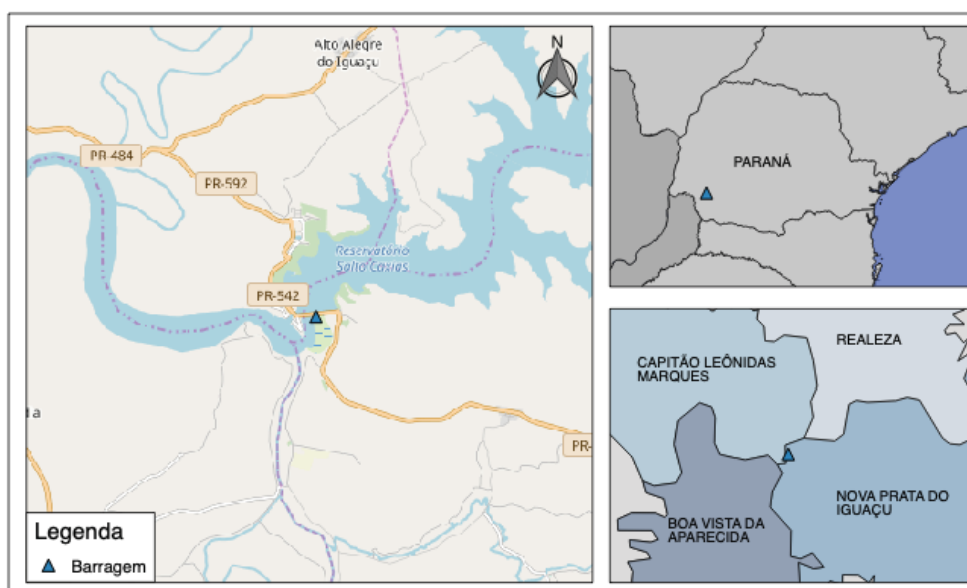 Alto Alegre
do Iguaçu
N
PR-484
PR-592
Reservatório
Salto Caxias
PR-542
PR-
ia
Legenda
Barragem
PARANÁ
CAPITÃO LEÔNIDAS
MARQUES
REALEZA
BOA VISTA DA
APARECIDA
NOVA PRATA DO
IGUAÇU